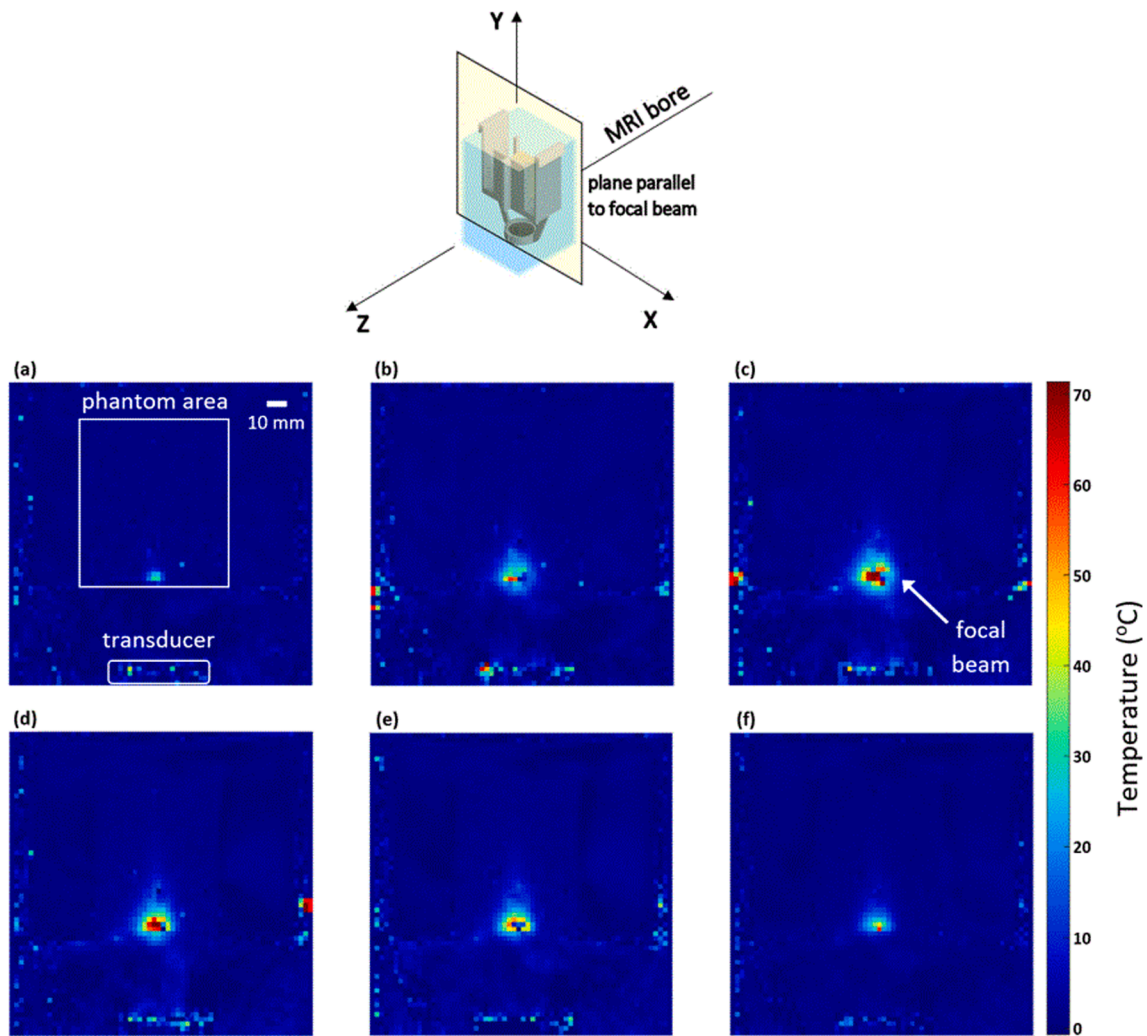 Y
MRI bore
plane parallel
to focal beam
Z
X
(a)
(b)
(c)
phantom area
10 mm
transducer
focal
beam
(d)
(e)
(f)
70
60
50
40
30
20
10
0
Temperature (ºC)